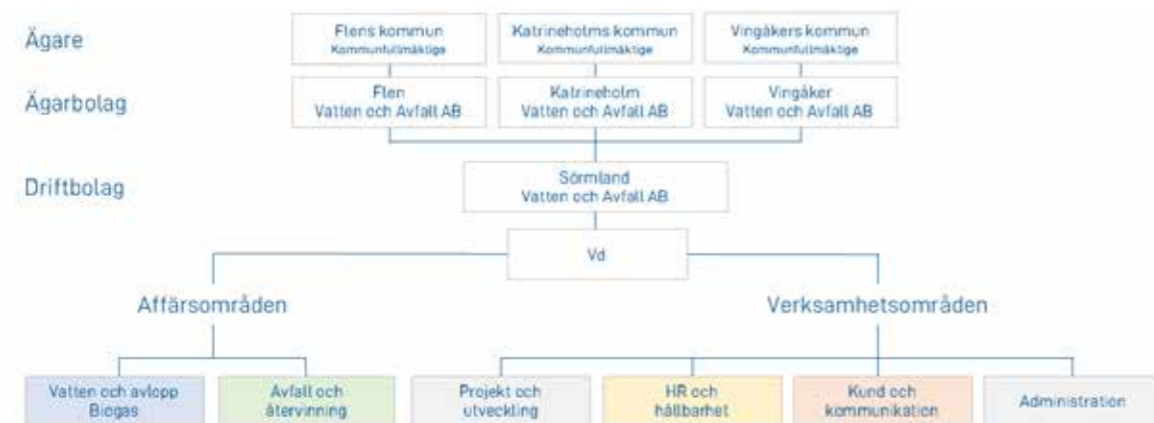 Ägare
Flens kommun
Kommunfullmäktige
Katrineholms kommun
Kommunfullmäktige
Vingåkers kommun
Kommunfullmäktige
Ägarbolag
Flen
Vatten och Avfall AB
Katrineholm
Vatten och Avfall AB
Vingåker
Vatten och Avfall AB
Driftbolag
Sörmland
Vatten och Avfall AB
Vd
Affärsområden
Verksamhetsområden
Vatten och avlopp
Biogas
Avfall och
återvinning
Projekt och
utveckling
HR och
hållbarhet
Kund och
kommunikation
Administration